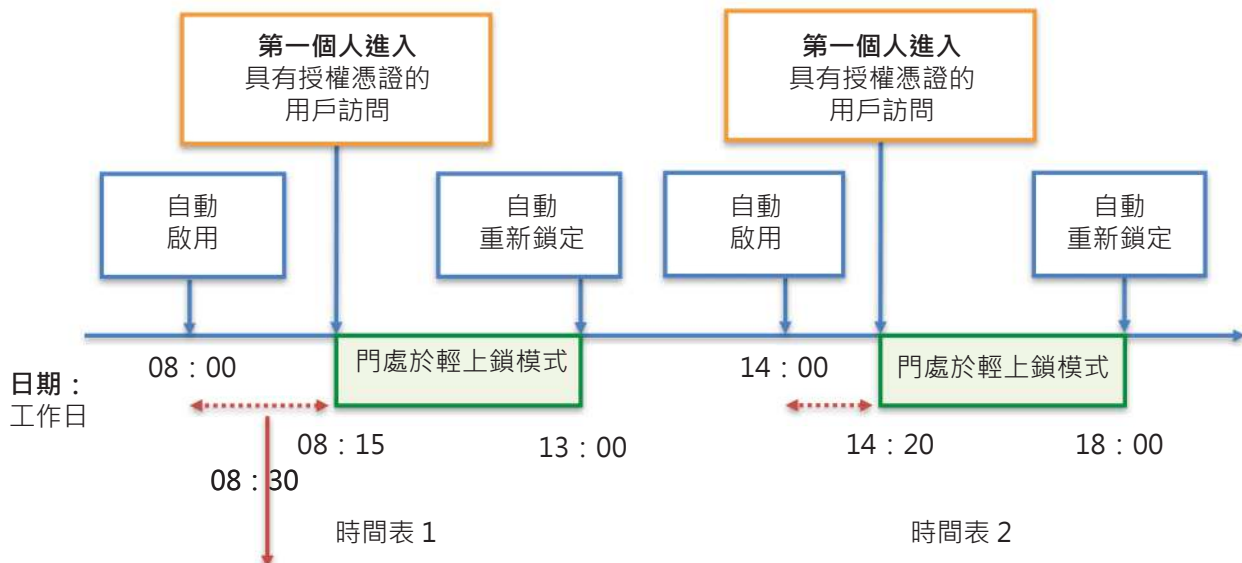 第一個人進入
具有授權憑證的
用戶訪問
第一個人進入
具有授權憑證的
用戶訪問
自動
啟用
自動
重新鎖定
自動
啟用
自動
重新鎖定
08：00
門處於輕上鎖模式
14：00
門處於輕上鎖模式
日期：
工作日
08：15
13：00
14：20
18：00
08：30
時間表 1
時間表 2